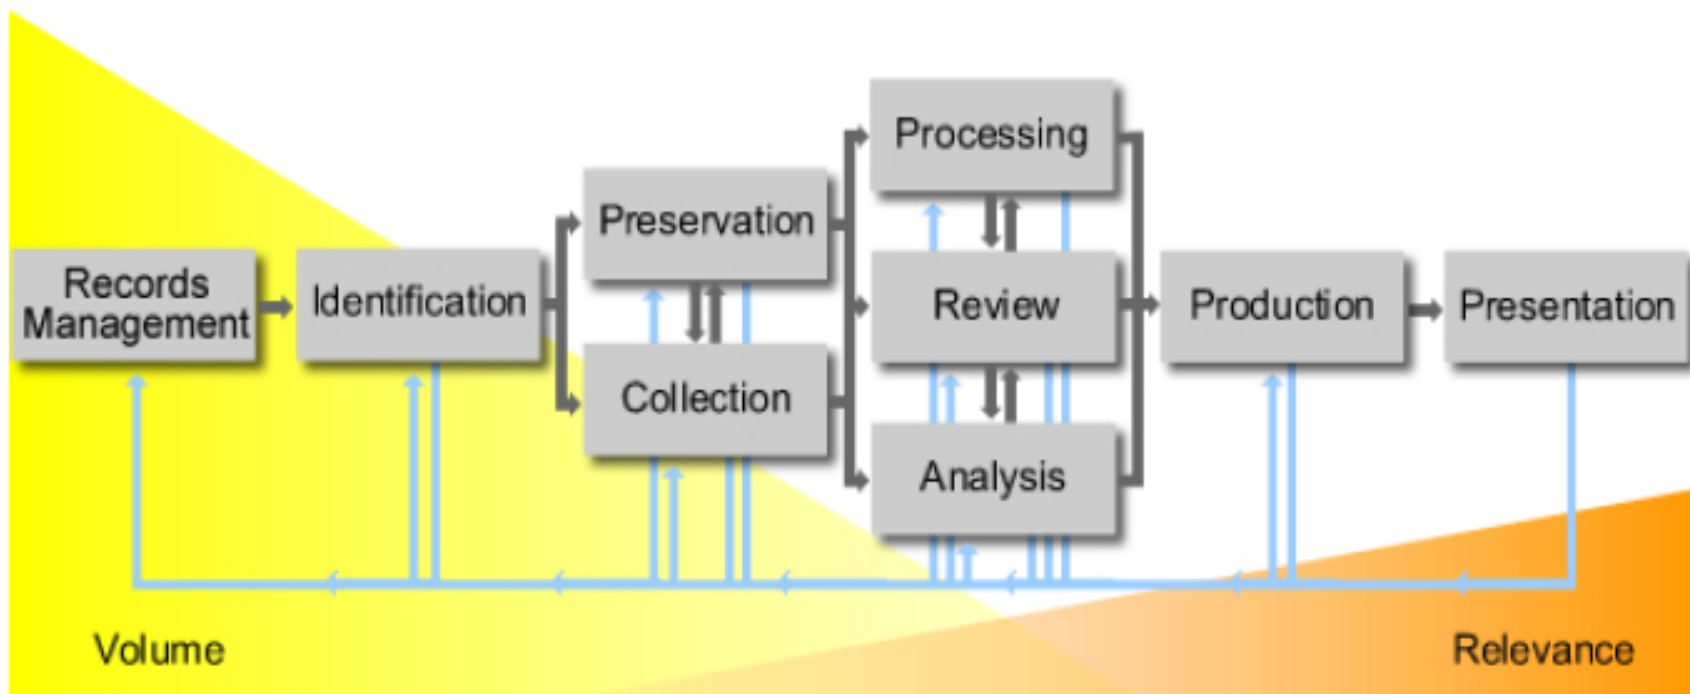 Records
Management
Identification
Preservation
Collection
Processing
Review
Analysis
Production
Presentation
Volume
Relevance